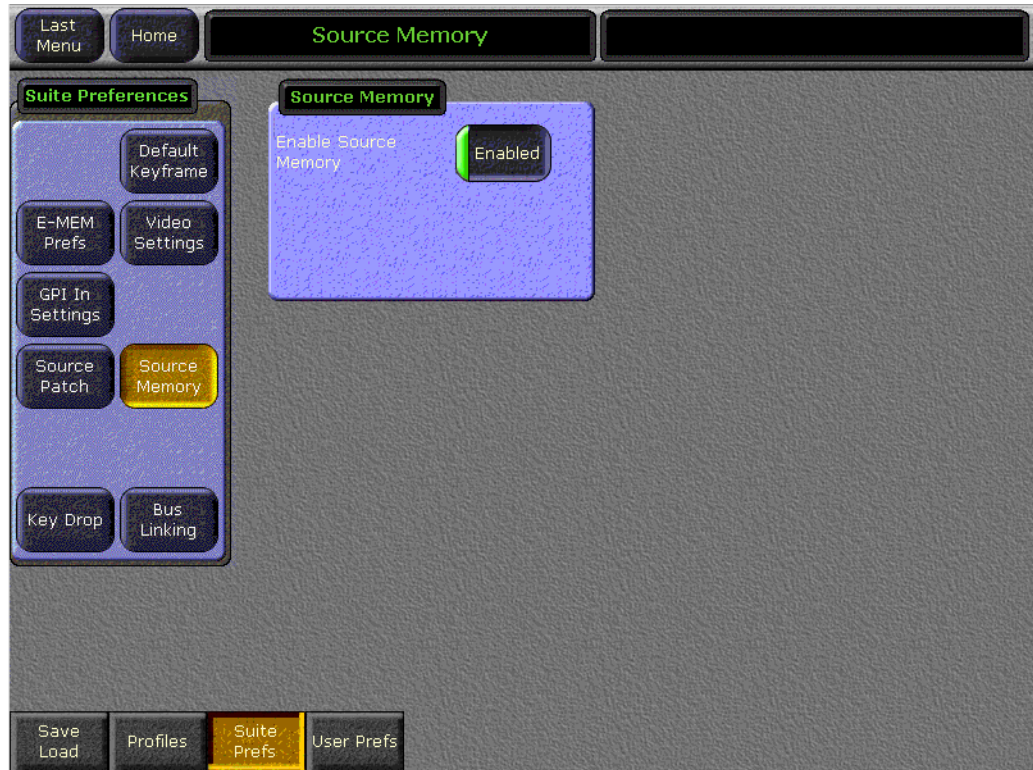 Last
Menu
Home
Source Memory
Suite Preferences
Default
Keyframe
E-MEM
Prefs
Video
Settings
GPI In
Settings
Source
Patch
Source
Memory
Key Drop
Bus
Linking
Source Memory
Enable Source
Memory
Enabled
Save
Load
Profiles
Suite
Prefs
User Prefs